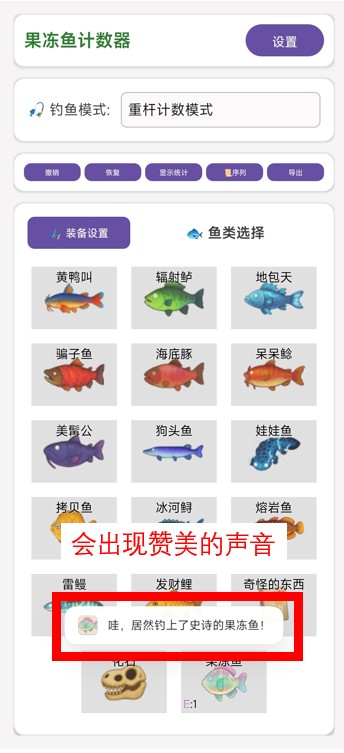 果冻鱼计数器
设置
钓鱼模式:
重杆计数模式
撤销
恢复
显示统计
序列
导出
装备设置
鱼类选择
黄鸭叫
辐射鲈
地包天
骗子鱼
海底豚
呆呆鲶
美髯公
狗头鱼
娃娃鱼
拷贝鱼
冰河鲟
熔岩鱼
会出现赞美的声音
雷鳗
发财鲤
奇怪的东西
哇，居然钓上了史诗的果冻鱼！
化石
果冻鱼
E:1